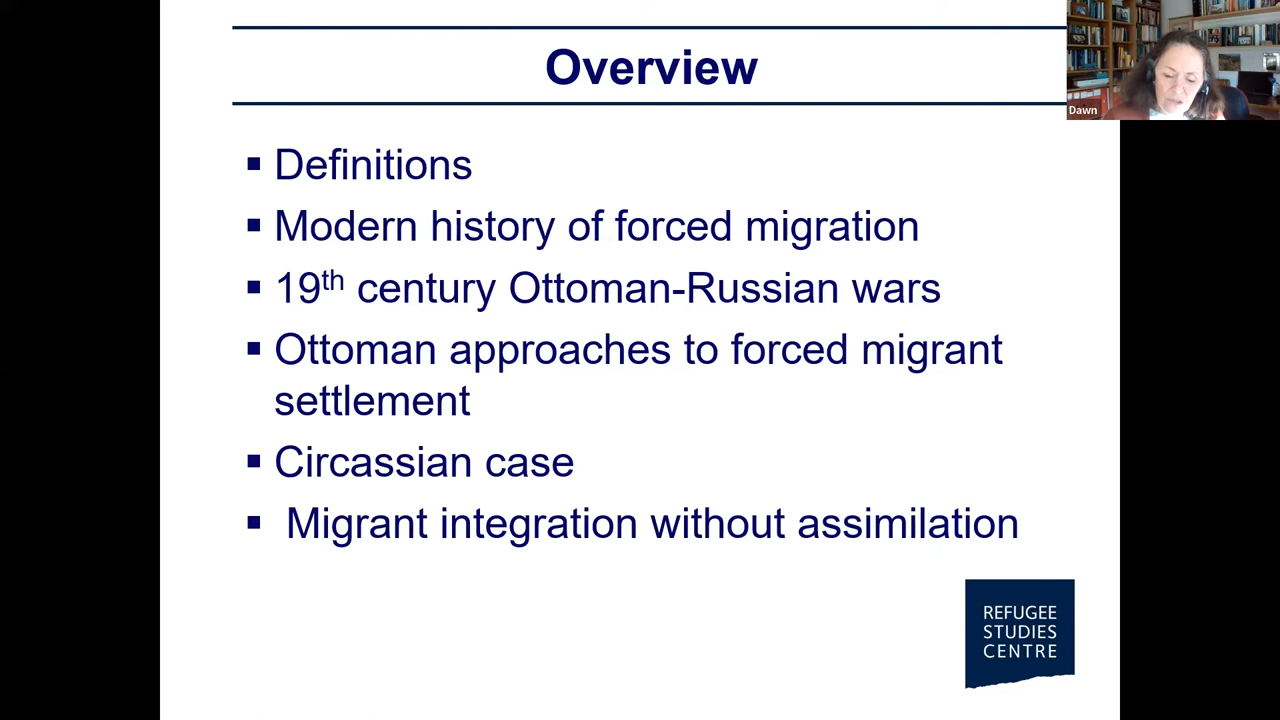 Overview
Dawn
▪ Definitions
▪ Modern history of forced migration
▪ 19th century Ottoman-Russian wars
▪ Ottoman approaches to forced migrant
settlement
▪ Circassian case
▪ Migrant integration without assimilation
REFUGEE
STUDIES
CENTRE